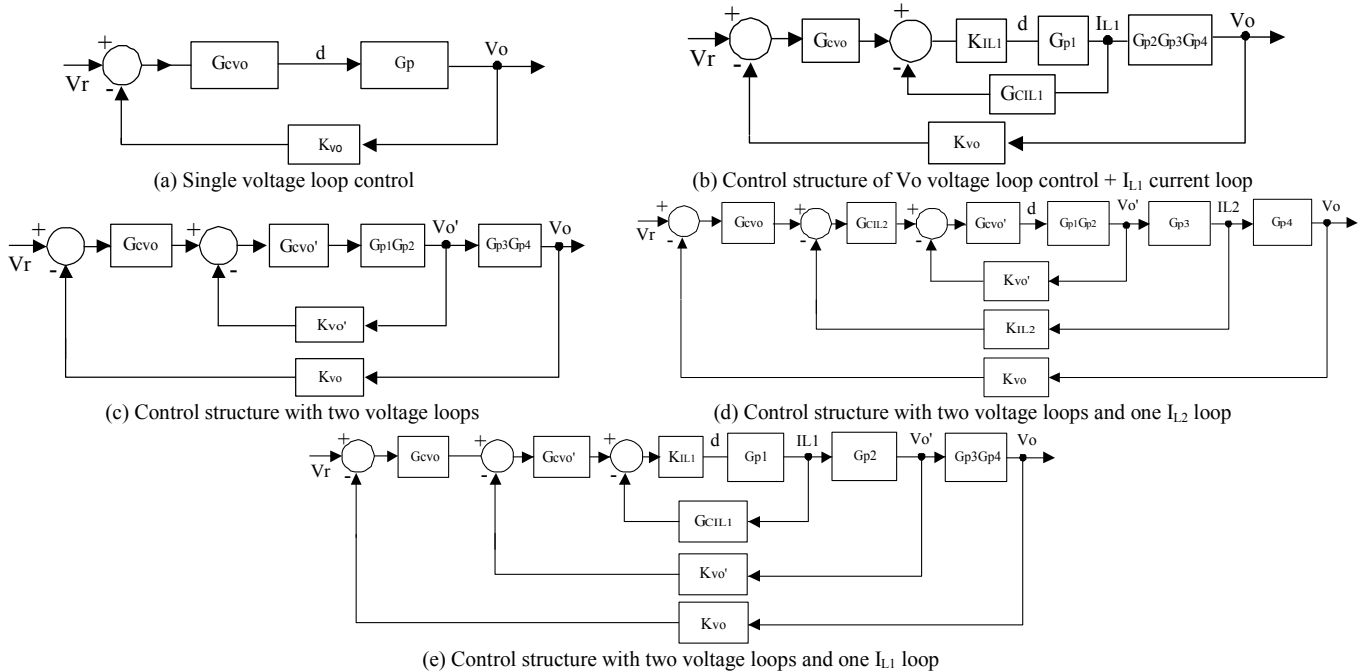 +
Vr
-
Gcvo
d
Gp
Vo
Kvo
(a) Single voltage loop control
+
Vr
-
Gcvo
+
-
KIL1
d
Gp1
IL1
Gp2Gp3Gp4
Vo
GCIL1
Kvo
(b) Control structure of Vo voltage loop control + IL1 current loop
+
Vr
-
Gcvo
+
-
Gcvo'
Gp1Gp2
Vo'
Gp3Gp4
Vo
Kvo'
Kvo
(c) Control structure with two voltage loops
+
Vr
-
Gcvo
+
-
GCIL2
+
-
Gcvo'
d
Gp1Gp2
Vo'
Gp3
IL2
Gp4
Vo
Kvo'
KIL2
Kvo
(d) Control structure with two voltage loops and one IL2 loop
+
Vr
-
Gcvo
+
-
Gcvo'
+
-
KIL1
d
Gp1
IL1
Gp2
Vo'
Gp3Gp4
Vo
GCIL1
Kvo'
Kvo
(e) Control structure with two voltage loops and one IL1 loop